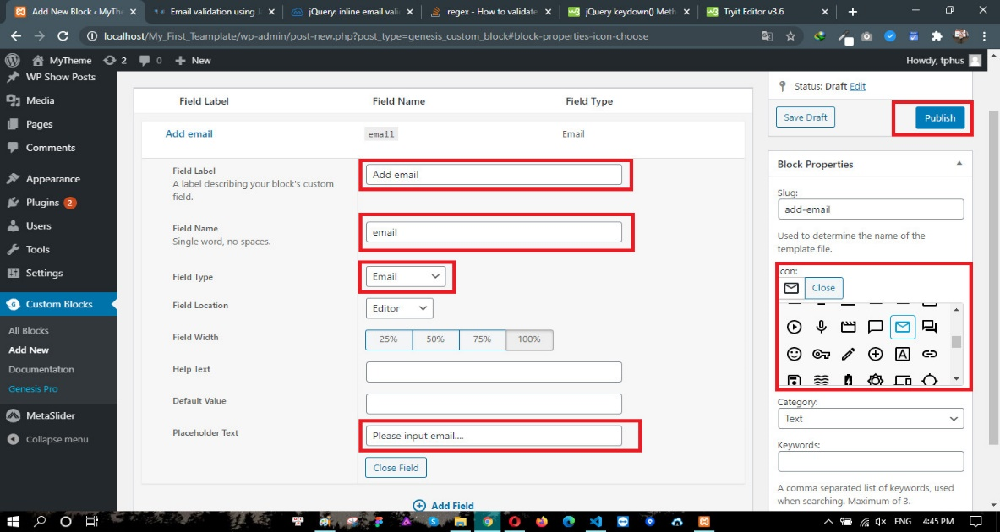 Add New Block ‹ MyThe
Email validation using Ja
jQuery: inline email vali
regex - How to validate
jQuery keydown() Meth
Tryit Editor v3.6
localhost/My_First_Teamplate/wp-admin/post-new.php?post_type=genesis_custom_block#block-properties-icon-choose
MyTheme
2
0
New
Howdy, tphus
WP Show Posts
Media
Pages
Comments
Appearance
Plugins 2
Users
Tools
Settings
Custom Blocks
All Blocks
Add New
Documentation
Genesis Pro
MetaSlider
Collapse menu
Field Label
Field Name
Field Type
Add email
email
Email
Field Label
A label describing your block's custom
field.
Add email
Field Name
Single word, no spaces.
email
Field Type
Email
Field Location
Editor
Field Width
25%
50%
75%
100%
Help Text
Default Value
Placeholder Text
Please input email....
Close Field
Add Field
Status: Draft Edit
Save Draft
Publish
Block Properties
Slug:
add-email
Used to determine the name of the
template file.
con:
Close
Category:
Text
Keywords:
A comma separated list of keywords, used
when searching. Maximum of 3.
ENG
4:45 PM